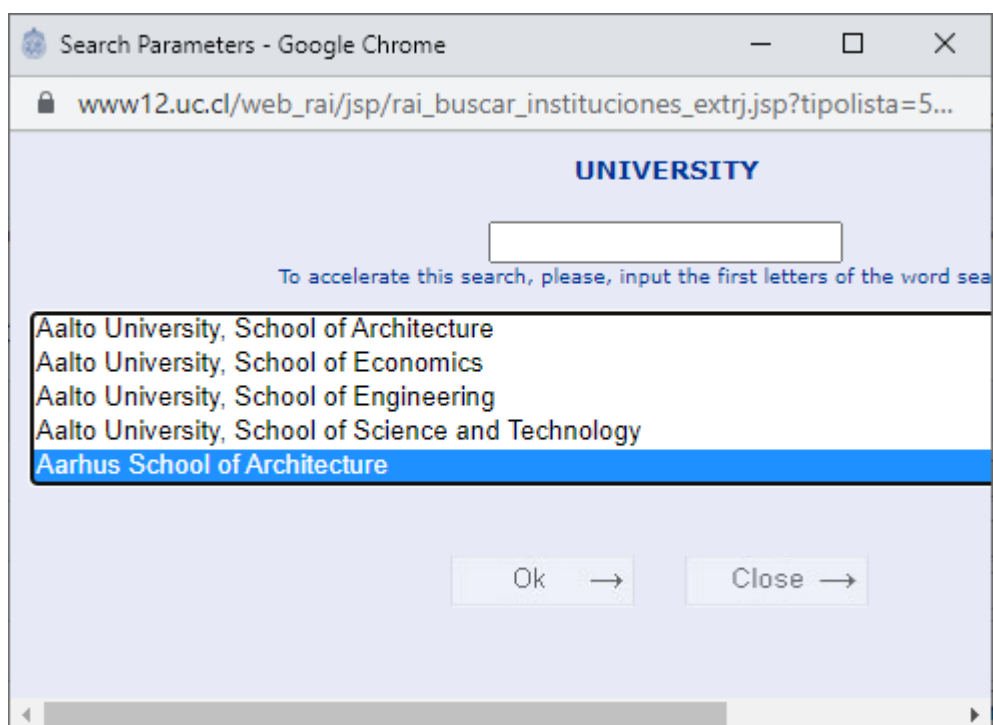 Search Parameters - Google Chrome
www12.uc.cl/web_rai/jsp/rai_buscar_instituciones_extrj.jsp?tipolista=5...
UNIVERSITY
To accelerate this search, please, input the first letters of the word sea
Aalto University, School of Architecture
Aalto University, School of Economics
Aalto University, School of Engineering
Aalto University, School of Science and Technology
Aarhus School of Architecture
Ok → Close →